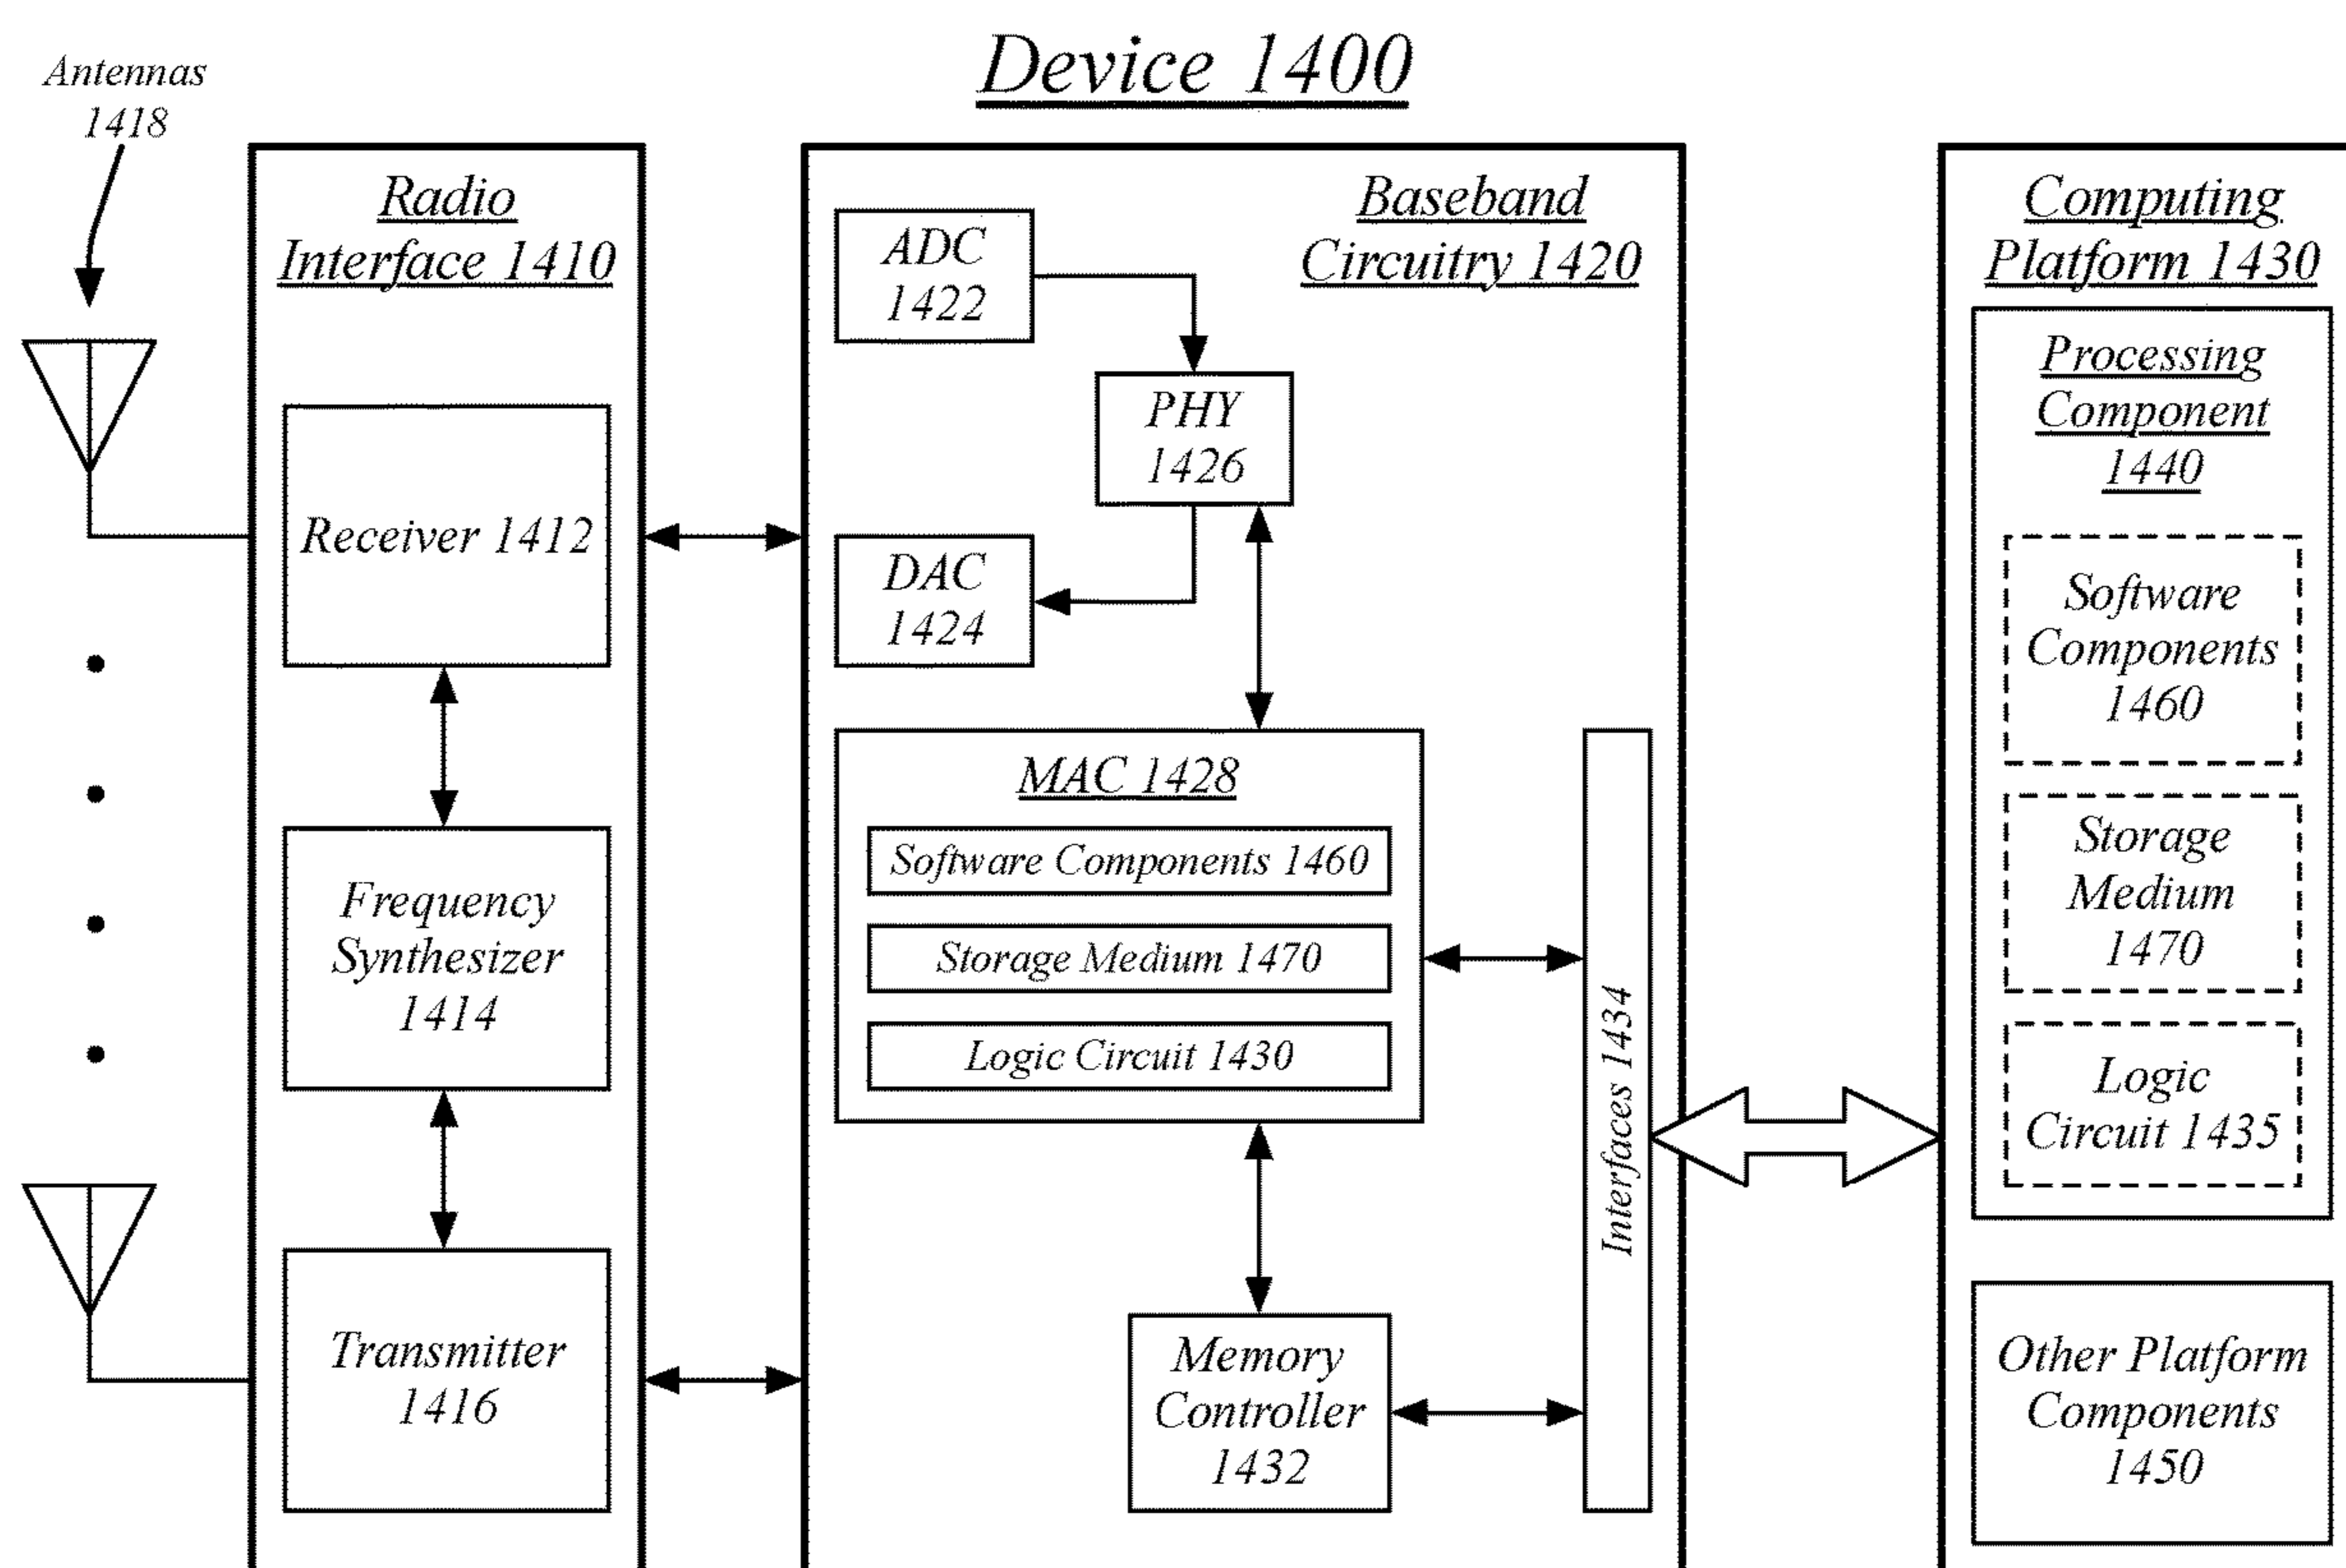 Device 1400
Antennas
1418
Radio
Interface 1410
Receiver 1412
Frequency
Synthesizer
1414
Transmitter
1416
Baseband
Circuitry 1420
ADC
1422
PHY
1426
DAC
1424
MAC 1428
Software Components 1460
Storage Medium 1470
Logic Circuit 1430
Interfaces 1434
Memory
Controller
1432
Computing
Platform 1430
Processing
Component
1440
Software
Components
1460
Storage
Medium
1470
Logic
Circuit 1435
Other Platform
Components
1450